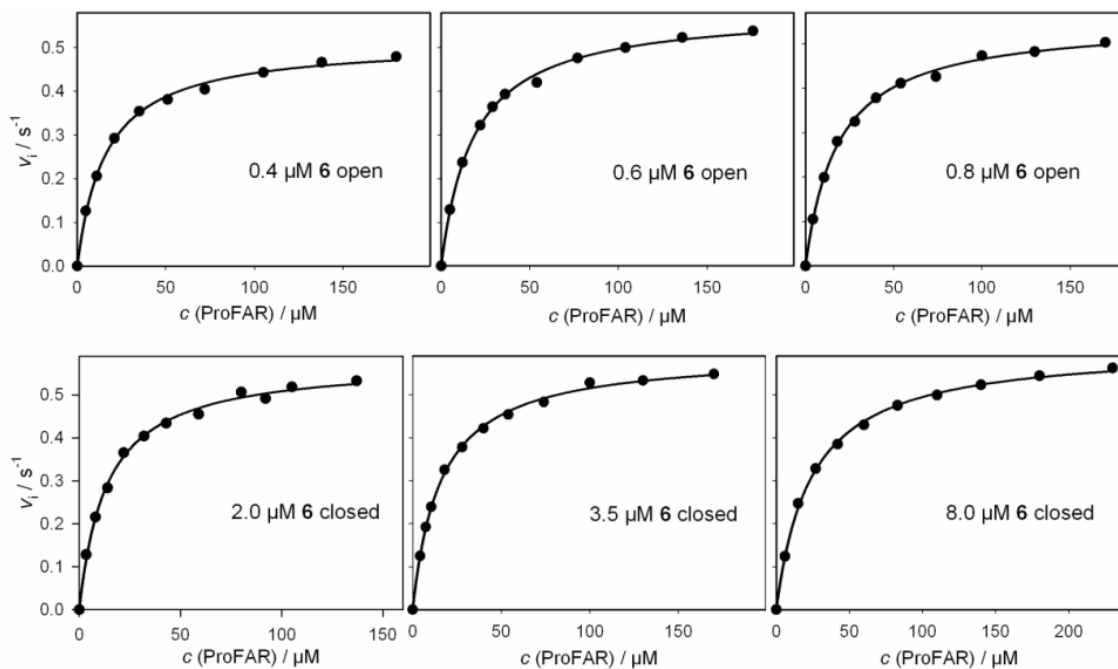 0.5
0.4
0.3
0.2
0.1
0.0
vi / s-1
0.4 µM 6 open
0 50 100 150
c (ProFAR) / µM
0.6 µM 6 open
0 50 100 150
c (ProFAR) / µM
0.8 µM 6 open
0 50 100 150
c (ProFAR) / µM
0.5
0.4
0.3
0.2
0.1
0.0
vi / s-1
2.0 µM 6 closed
0 50 100 150
c (ProFAR) / µM
3.5 µM 6 closed
0 50 100 150
c (ProFAR) / µM
8.0 µM 6 closed
0 50 100 150 200
c (ProFAR) / µM